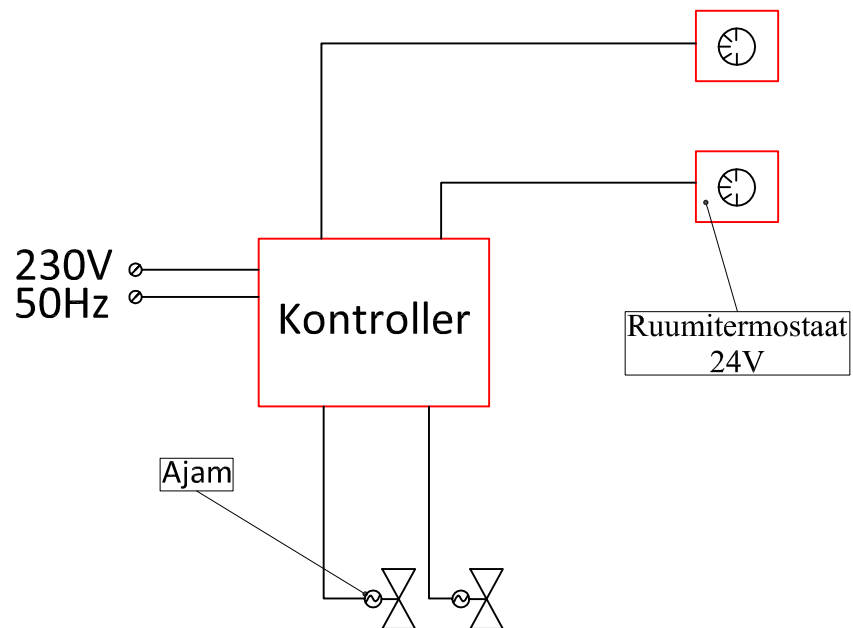 230V
50Hz
Kontroller
Ruumitermostaat
24V
Ajam